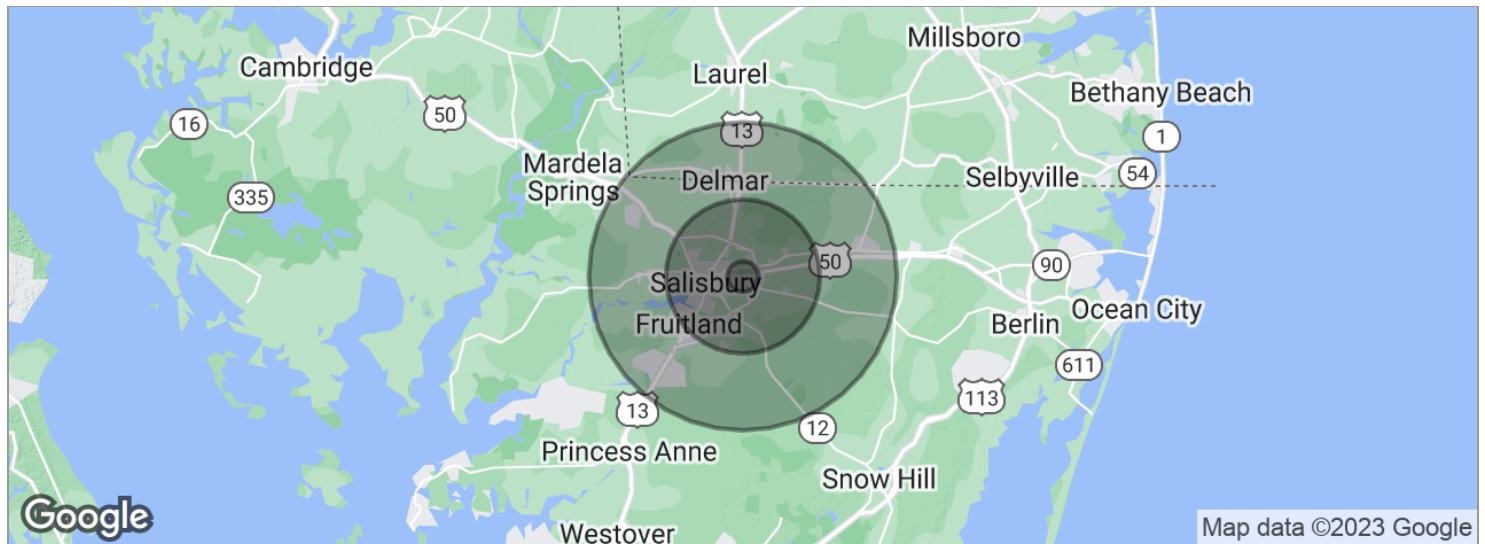 Millsboro
Cambridge
Laurel
Bethany Beach
50
16
13
1
Mardela
Springs
Delmar
Selbyville
54
335
50
90
Salisbury
Ocean City
Fruitland
Berlin
611
113
13
12
Princess Anne
Snow Hill
Google
Westover
Map data ©2023 Google